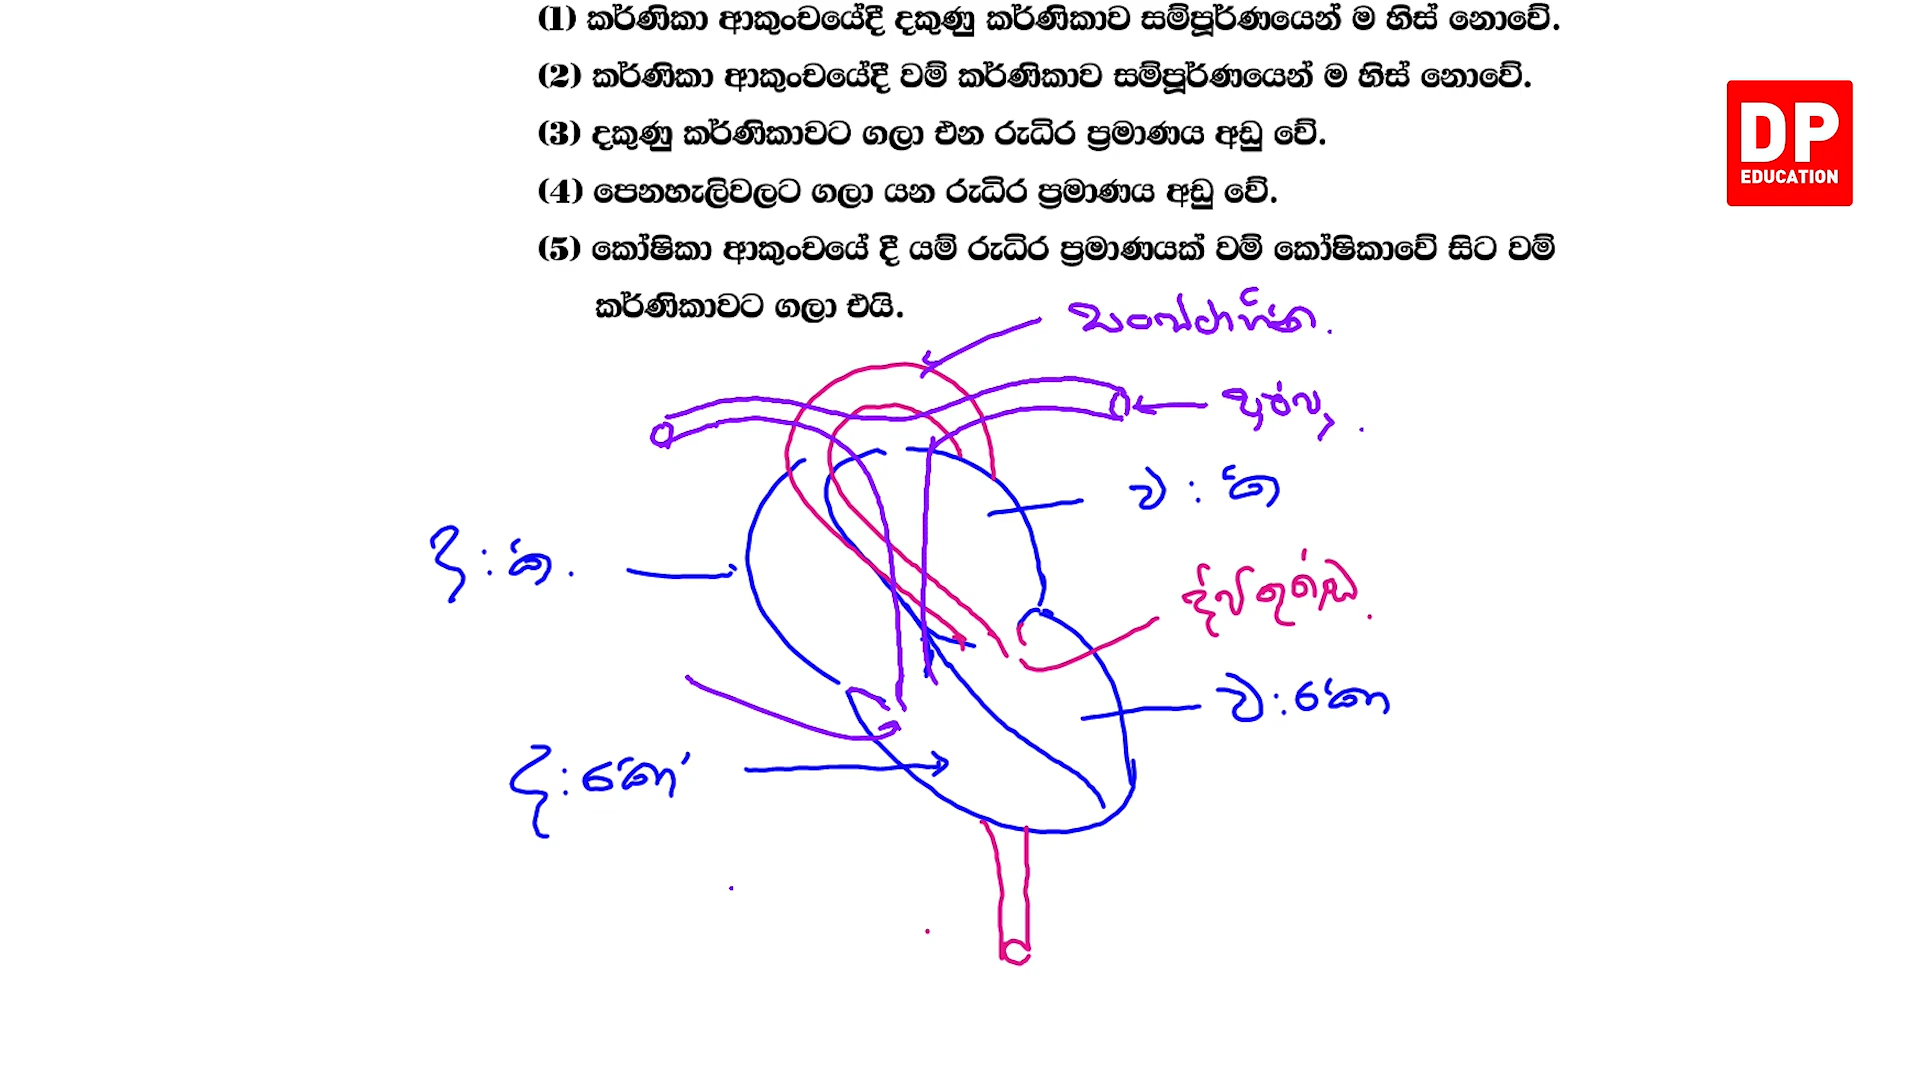 (1) කර්ණිකා ආකුංචයේදී දකුණු කර්ණිකාව සම්පූර්ණයෙන් ම හිස් නොවේ.
(2) කර්ණිකා ආකුංචයේදී වම් කර්ණිකාව සම්පූර්ණයෙන් ම හිස් නොවේ.
(3) දකුණු කර්ණිකාවට ගලා එන රුධිර ප්‍රමාණය අඩු වේ.
(4) පෙනහැලිවලට ගලා යන රුධිර ප්‍රමාණය අඩු වේ.
(5) කෝෂිකා ආකුංචයේ දී යම් රුධිර ප්‍රමාණයක් වම් කෝෂිකාවේ සිට වම්
කර්ණිකාවට ගලා එයි.
DP
EDUCATION